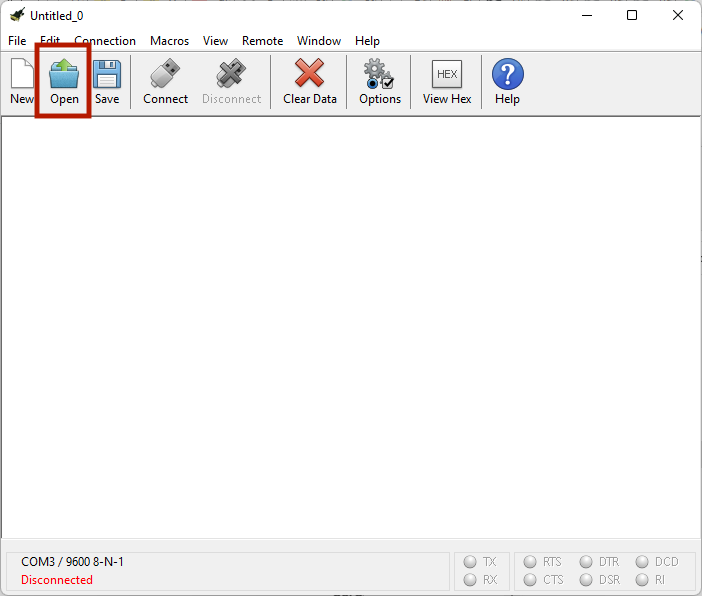 Untitled_0
File Edit Connection Macros View Remote Window Help
HEX
New Open Save Connect Disconnect Clear Data Options View Hex Help
COM3 / 9600 8-N-1
Disconnected
TX RTS DTR DCD
RX CTS DSR RI